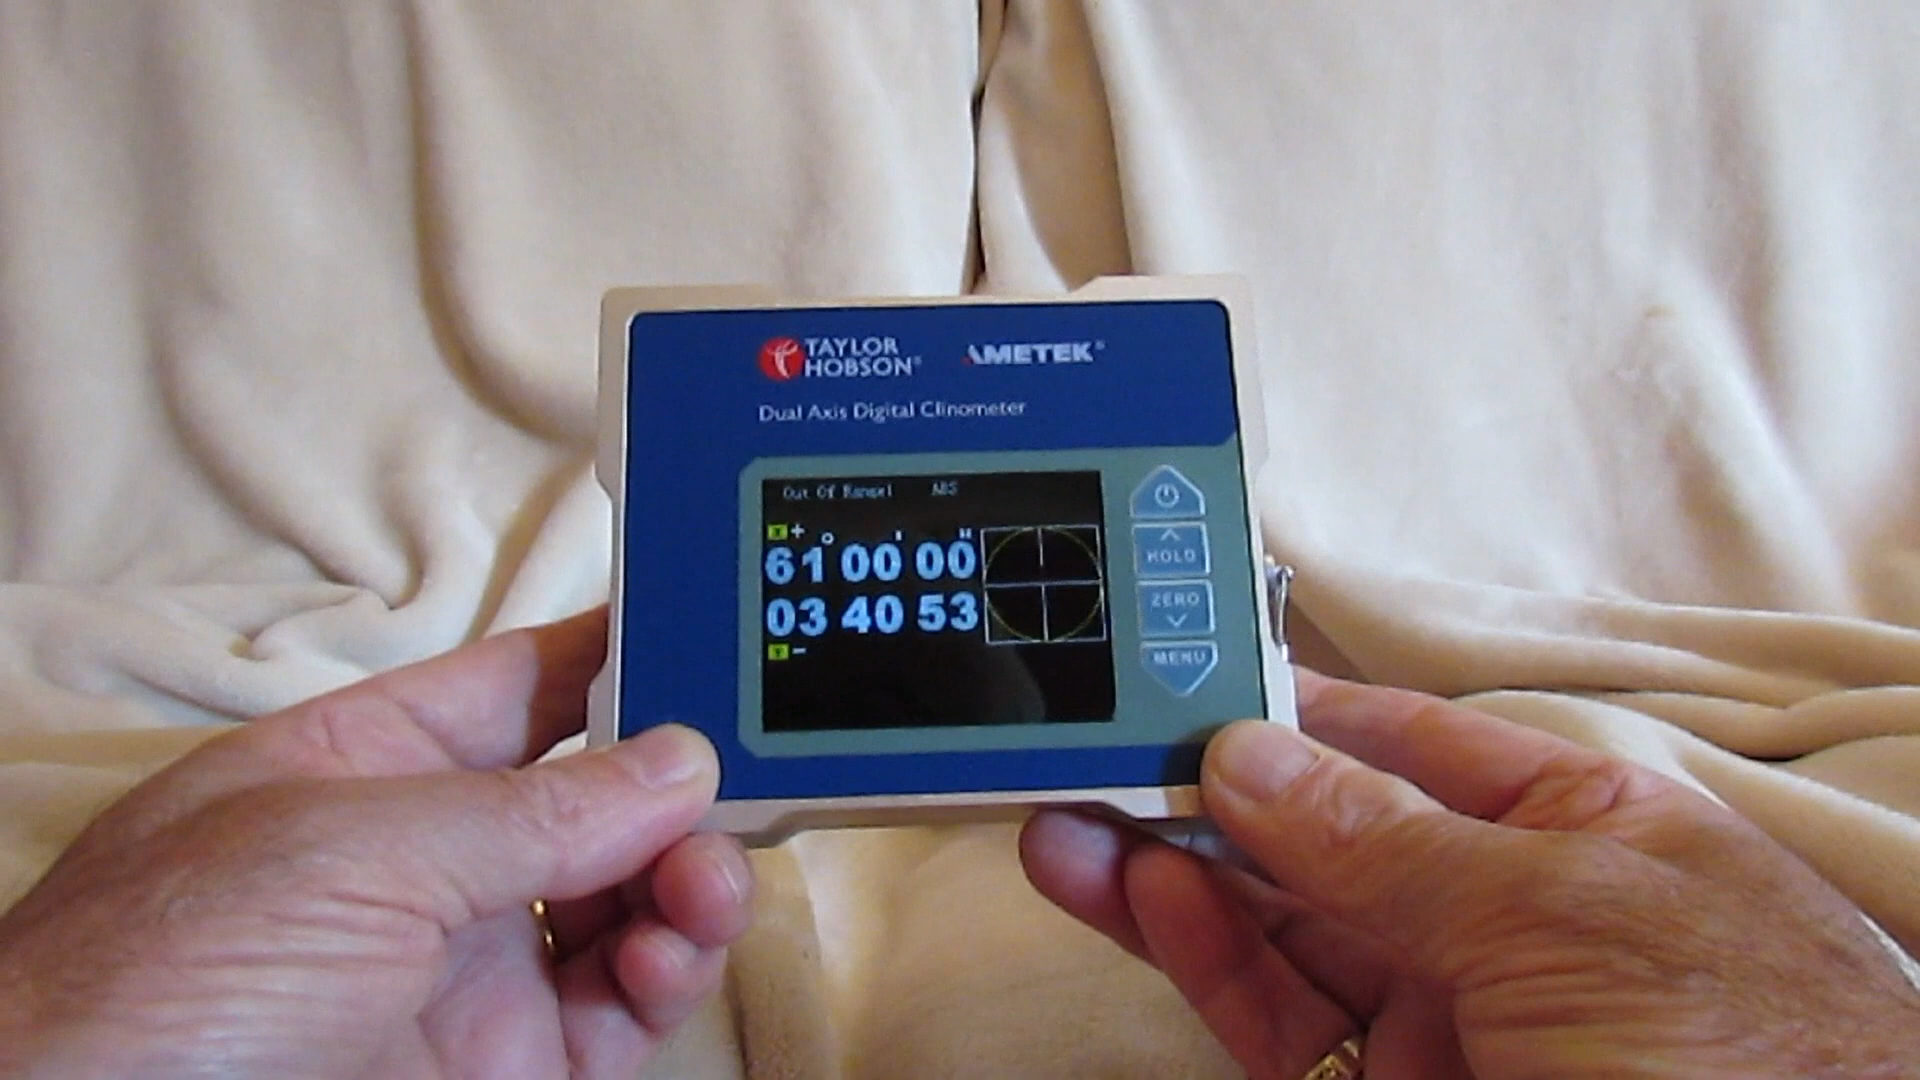 TAYLOR HOBSON® AMETEK®
Dual Axis Digital Clinometer
Out Of Range! ABS
X + ° ' "
61 00 00
03 40 53
Y −
HOLD
ZERO
MENU